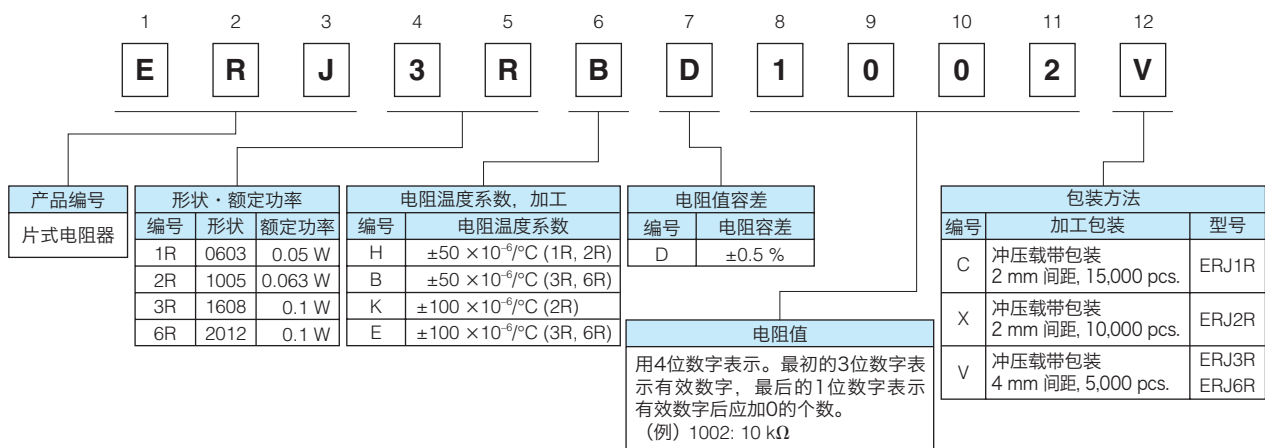 1 2 3 4 5 6 7 8 9 10 11 12
E R J 3 R B D 1 0 0 2 V
产品编号
片式电阻器
形状・额定功率
编号 形状 额定功率
1R 0603 0.05 W
2R 1005 0.063 W
3R 1608 0.1 W
6R 2012 0.1 W
电阻温度系数, 加工
编号 电阻温度系数
H ±50 ×10⁻⁶/°C (1R, 2R)
B ±50 ×10⁻⁶/°C (3R, 6R)
K ±100 ×10⁻⁶/°C (2R)
E ±100 ×10⁻⁶/°C (3R, 6R)
电阻值容差
编号 电阻容差
D ±0.5 %
电阻值
用4位数字表示。最初的3位数字表
示有效数字，最后的1位数字表示
有效数字后应加0的个数。
（例）1002: 10 kΩ
包装方法
编号 加工包装 型号
C 冲压载带包装 ERJ1R
2 mm 间距, 15,000 pcs.
X 冲压载带包装 ERJ2R
2 mm 间距, 10,000 pcs.
V 冲压载带包装 ERJ3R
4 mm 间距, 5,000 pcs. ERJ6R